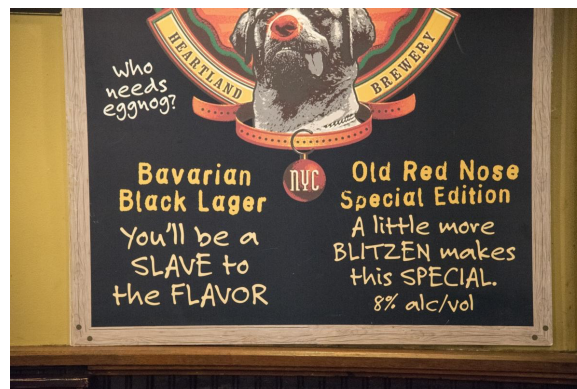 HEARTLAND BREWERY
Who
needs
eggnog?
NYC
Bavarian
Black Lager
You'll be a
SLAVE to
the FLAVOR
Old Red Nose
Special Edition
A little more
BLITZEN makes
this SPECIAL.
8% alc/vol